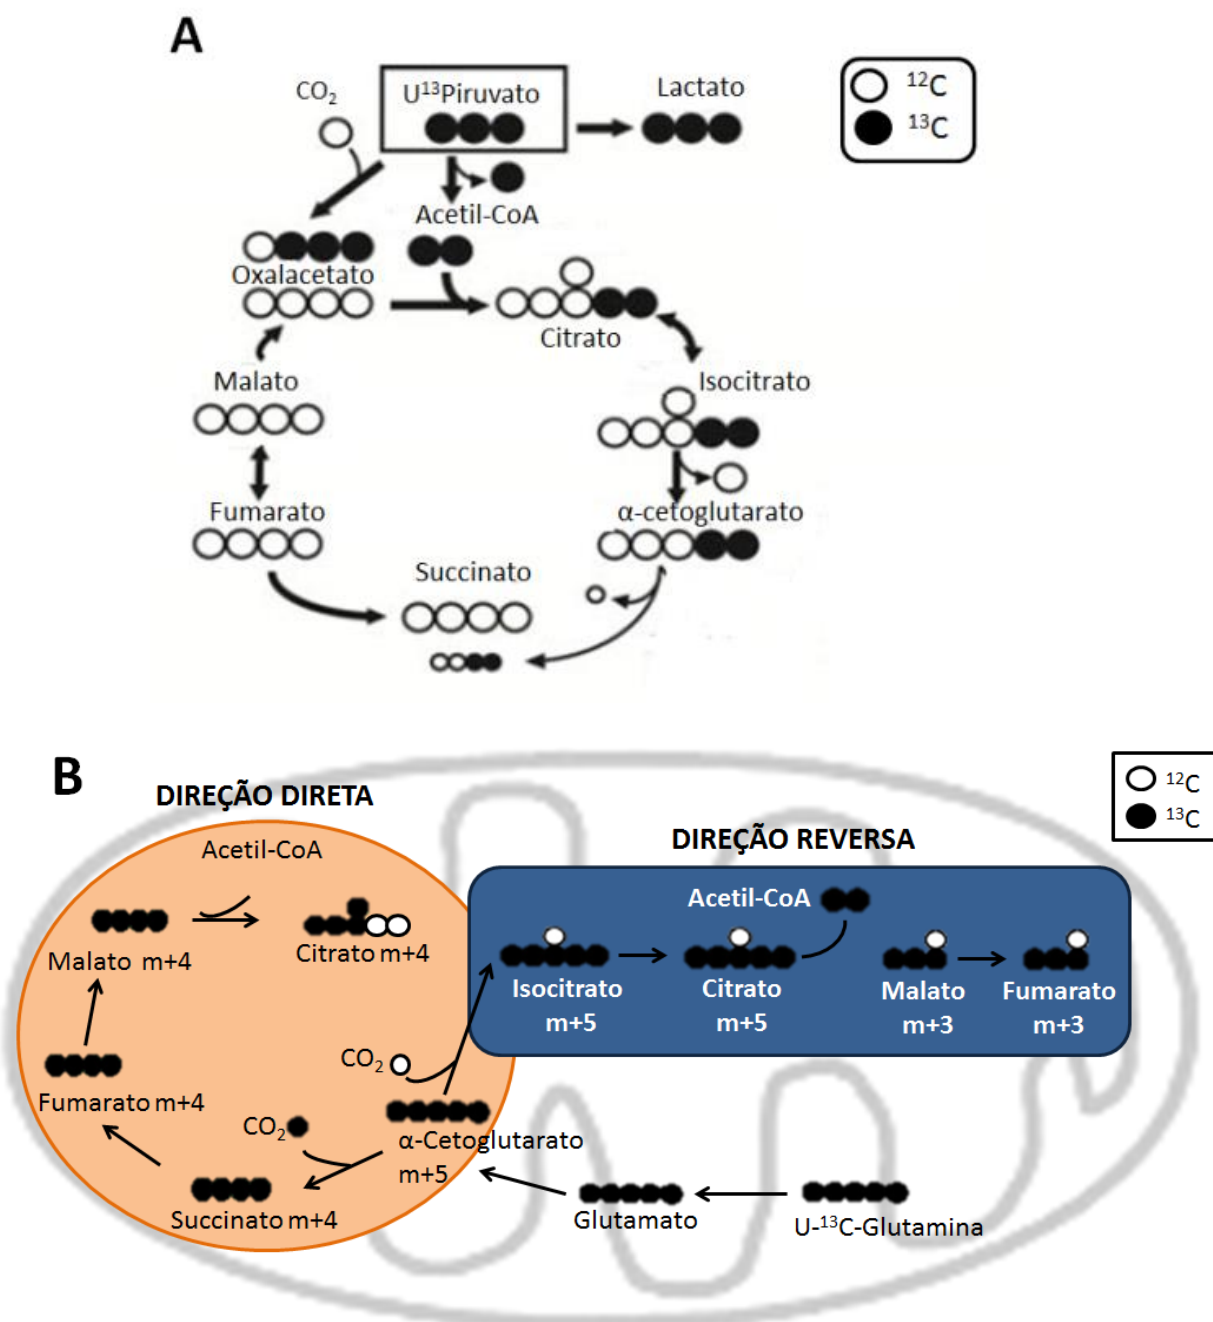 A
CO2
U13Piruvato
Lactato
12C
13C
Acetil-CoA
Oxalacetato
Citrato
Malato
Isocitrato
Fumarato
α-cetoglutarato
Succinato
B
DIREÇÃO DIRETA
12C
13C
DIREÇÃO REVERSA
Acetil-CoA
Acetil-CoA
Malato m+4
Citrato m+4
Isocitrato
m+5
Citrato
m+5
Malato
m+3
Fumarato
m+3
CO2
Fumarato m+4
CO2
α-Cetoglutarato
m+5
Succinato m+4
Glutamato
U-13C-Glutamina